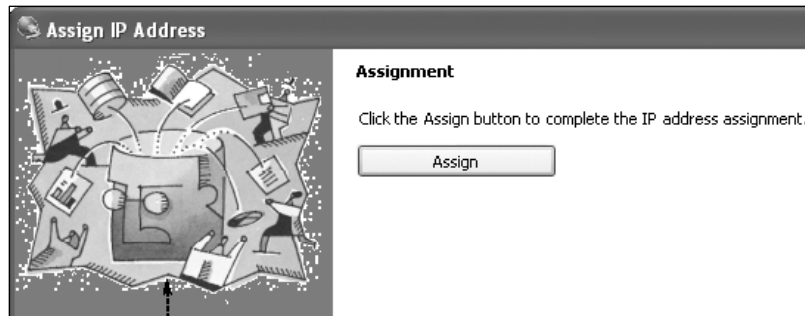 Assign IP Address
Assignment
Click the Assign button to complete the IP address assignment.
Assign